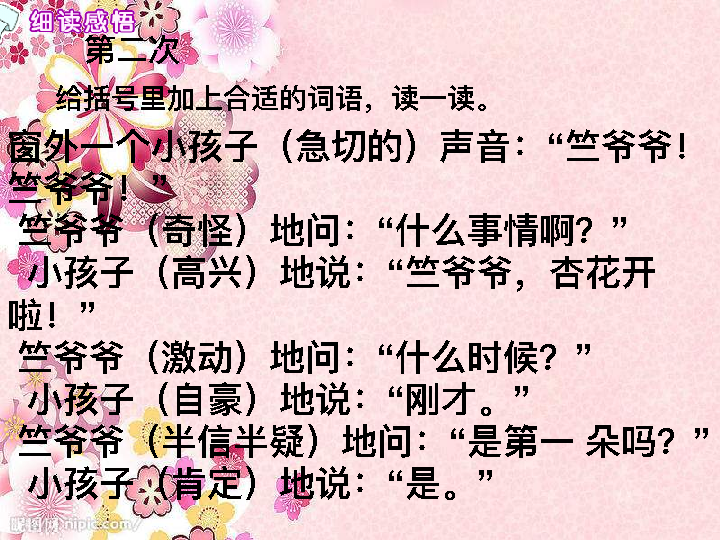 细读感悟
第二次
给括号里加上合适的词语，读一读。
窗外一个小孩子（急切的）声音：“竺爷爷！
竺爷爷！”
竺爷爷（奇怪）地问：“什么事情啊？”
小孩子（高兴）地说：“竺爷爷，杏花开
啦！”
竺爷爷（激动）地问：“什么时候？”
小孩子（自豪）地说：“刚才。”
竺爷爷（半信半疑）地问：“是第一 朵吗？”
小孩子（肯定）地说：“是。”
昵图网 nipic.com/